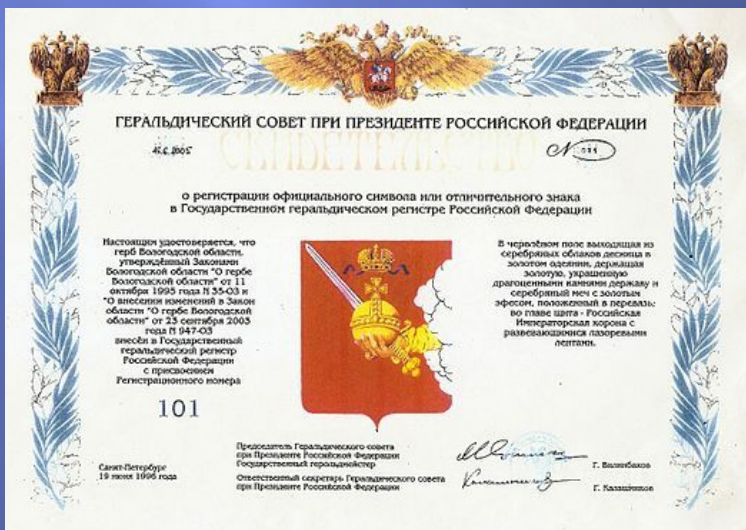 ГЕРАЛЬДИЧЕСКИЙ СОВЕТ ПРИ ПРЕЗИДЕНТЕ РОССИЙСКОЙ ФЕДЕРАЦИИ
СВИДЕТЕЛЬСТВО
2005
N
о регистрации официального символа или отличительного знака
в Государственном геральдическом регистре Российской Федерации
Настоящим удостоверяется, что
герб Вологодской области,
утверждённый Законами
Вологодской области "О гербе
Вологодской области" от 11
октября 1995 года N 35-ОЗ и
"О внесении изменений в Закон
области "О гербе Вологодской
области" от 23 сентября 2003
года N 947-ОЗ
внесён в Государственный
геральдический регистр
Российской Федерации
с присвоением
Регистрационного номера
101
В червлёном поле выходящая из
серебряных облаков десница в
золотом одеянии, держащая
золотую, украшенную
драгоценными камнями державу и
серебряный меч с золотым
эфесом, положенный в перевязь;
во главе щита - Российская
Императорская корона с
развевающимися лазоревыми
лентами.
Санкт-Петербург
19 июня 1996 года
Председатель Геральдического совета
при Президенте Российской Федерации
Государственный герольдмейстер
Г. Вилинбахов
Ответственный секретарь Геральдического совета
при Президенте Российской Федерации
Г. Калашников